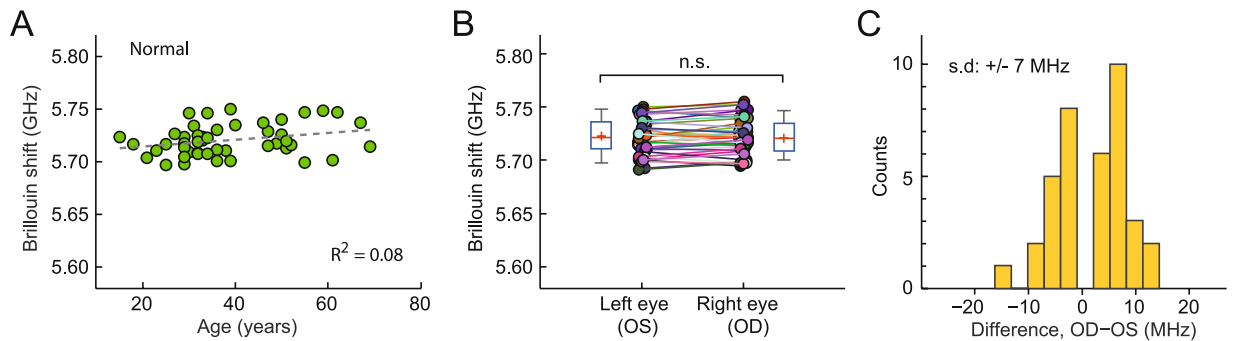 A
Normal
Brillouin shift (GHz)
5.80
5.75
5.70
5.65
5.60
R² = 0.08
20
40
60
80
Age (years)
B
n.s.
Brillouin shift (GHz)
5.80
5.75
5.70
5.65
5.60
Left eye
(OS)
Right eye
(OD)
C
s.d: +/- 7 MHz
Counts
10
5
0
−20
−10
0
10
20
Difference, OD−OS (MHz)